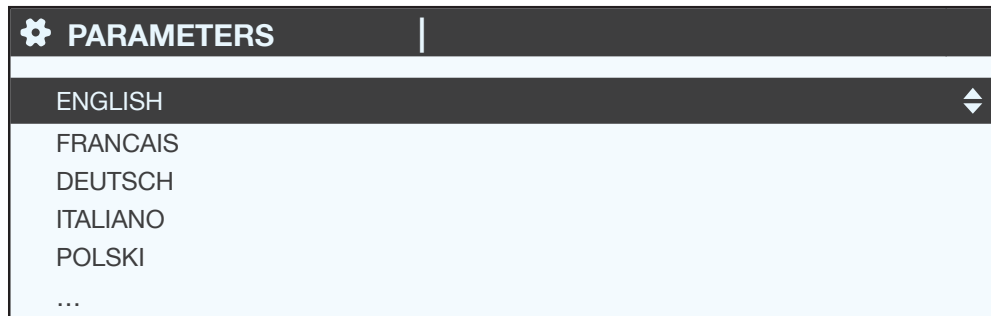 PARAMETERS
ENGLISH
FRANCAIS
DEUTSCH
ITALIANO
POLSKI
…